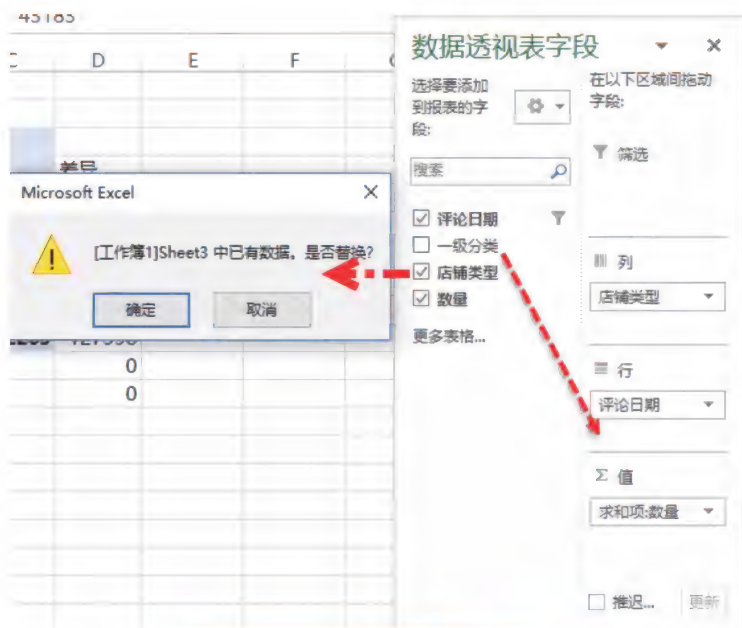 45185
D E F
差异
Microsoft Excel
[工作簿1]Sheet3 中已有数据。是否替换?
确定 取消
0
0
数据透视表字段
选择要添加
到报表的字
段:
搜索
评论日期
一级分类
店铺类型
数量
更多表格...
在以下区域间拖动
字段:
筛选
列
店铺类型
行
评论日期
Σ 值
求和项:数量
推迟... 更新